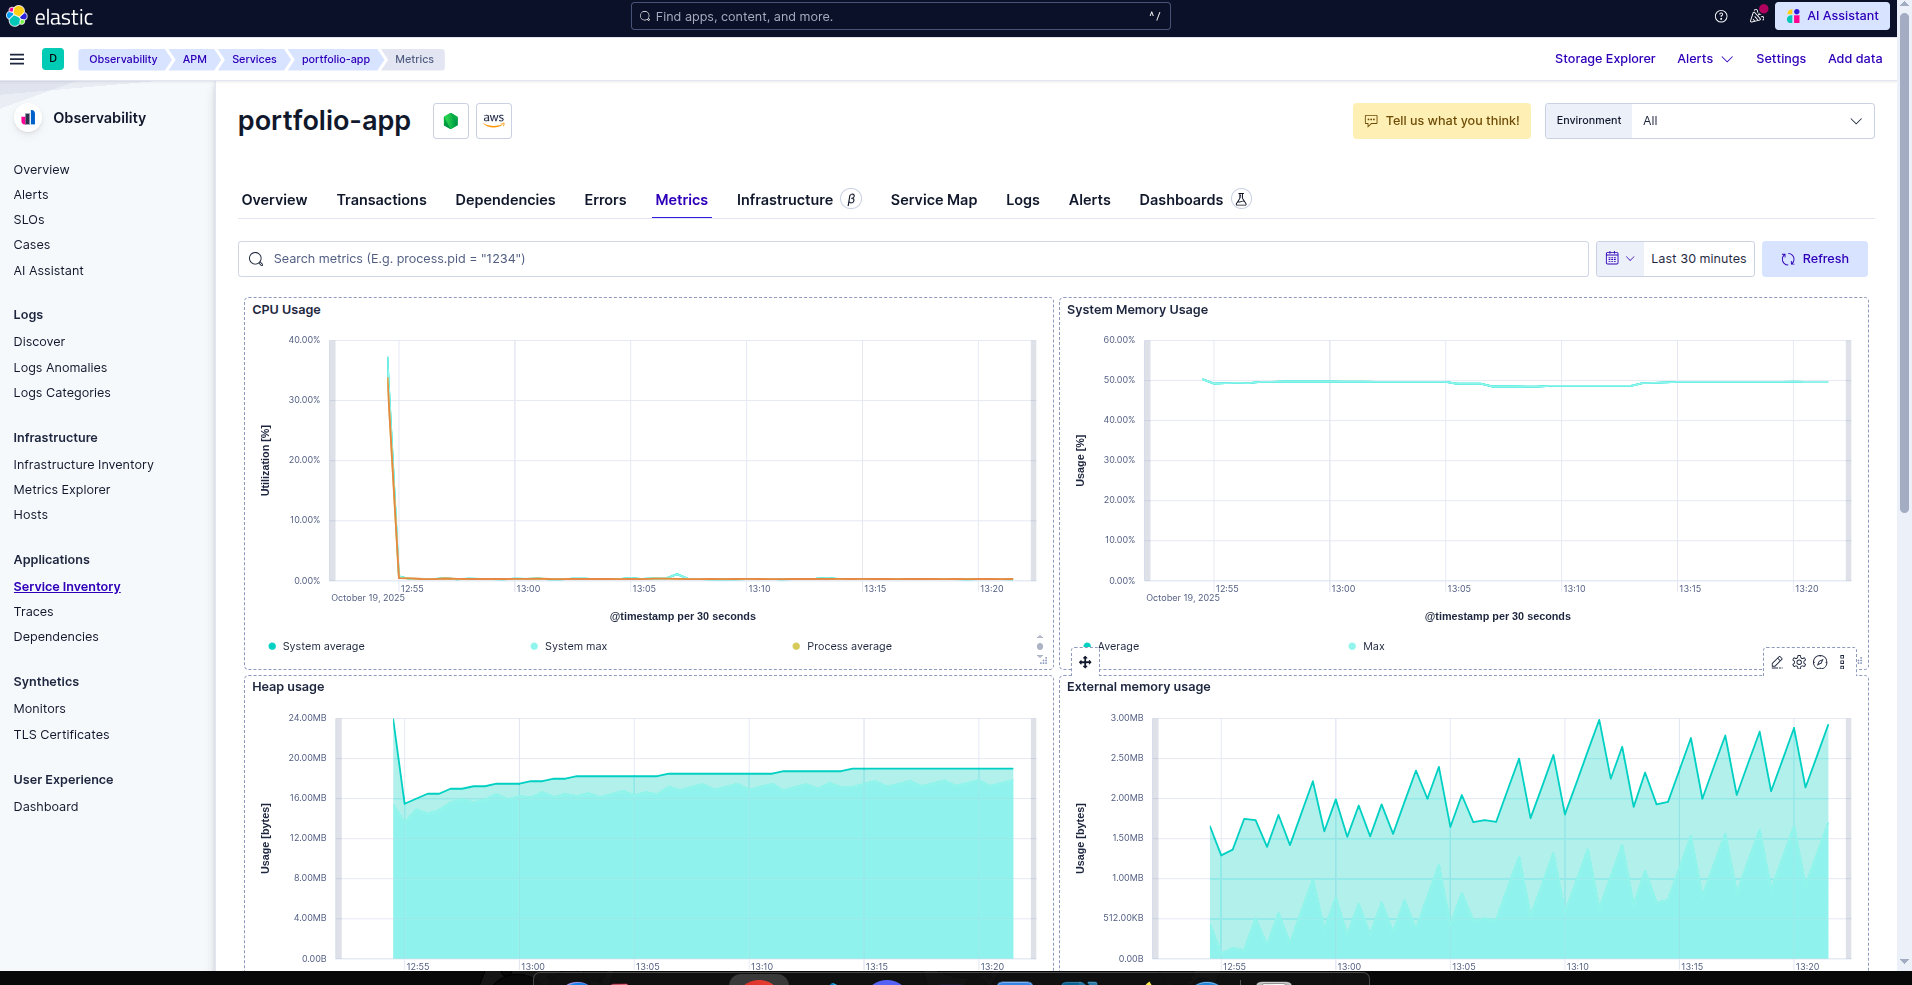 elastic
Find apps, content, and more.
^/
AI Assistant
D
Observability
APM
Services
portfolio-app
Metrics
Storage Explorer
Alerts
Settings
Add data
Observability
Overview
Alerts
SLOs
Cases
AI Assistant
Logs
Discover
Logs Anomalies
Logs Categories
Infrastructure
Infrastructure Inventory
Metrics Explorer
Hosts
Applications
Service Inventory
Traces
Dependencies
Synthetics
Monitors
TLS Certificates
User Experience
Dashboard
portfolio-app
aws
Tell us what you think!
Environment
All
Overview
Transactions
Dependencies
Errors
Metrics
Infrastructure
β
Service Map
Logs
Alerts
Dashboards
Search metrics (E.g. process.pid = "1234")
Last 30 minutes
Refresh
CPU Usage
Utilization [%]
40.00%
30.00%
20.00%
10.00%
0.00%
12:55
13:00
13:05
13:10
13:15
13:20
October 19, 2025
@timestamp per 30 seconds
System average
System max
Process average
System Memory Usage
Usage [%]
60.00%
50.00%
40.00%
30.00%
20.00%
10.00%
0.00%
12:55
13:00
13:05
13:10
13:15
13:20
October 19, 2025
@timestamp per 30 seconds
Average
Max
Heap usage
Usage [bytes]
24.00MB
20.00MB
16.00MB
12.00MB
8.00MB
4.00MB
0.00B
12:55
13:00
13:05
13:10
13:15
13:20
External memory usage
Usage [bytes]
3.00MB
2.50MB
2.00MB
1.50MB
1.00MB
512.00KB
0.00B
12:55
13:00
13:05
13:10
13:15
13:20